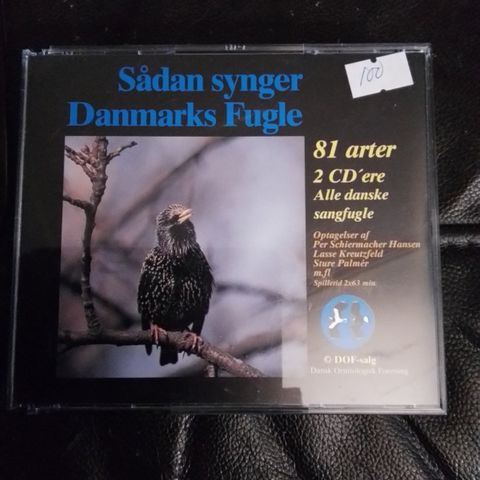 Sådan synger
Danmarks Fugle
100
81 arter
2 CD´ere
Alle danske
sangfugle
Optagelser af
Per Schiermacher Hansen
Lasse Kreutzfeld
Sture Palmér
m.fl
Spilletid 2x63 min.
© DOF-salg
Dansk Ornitologisk Forening